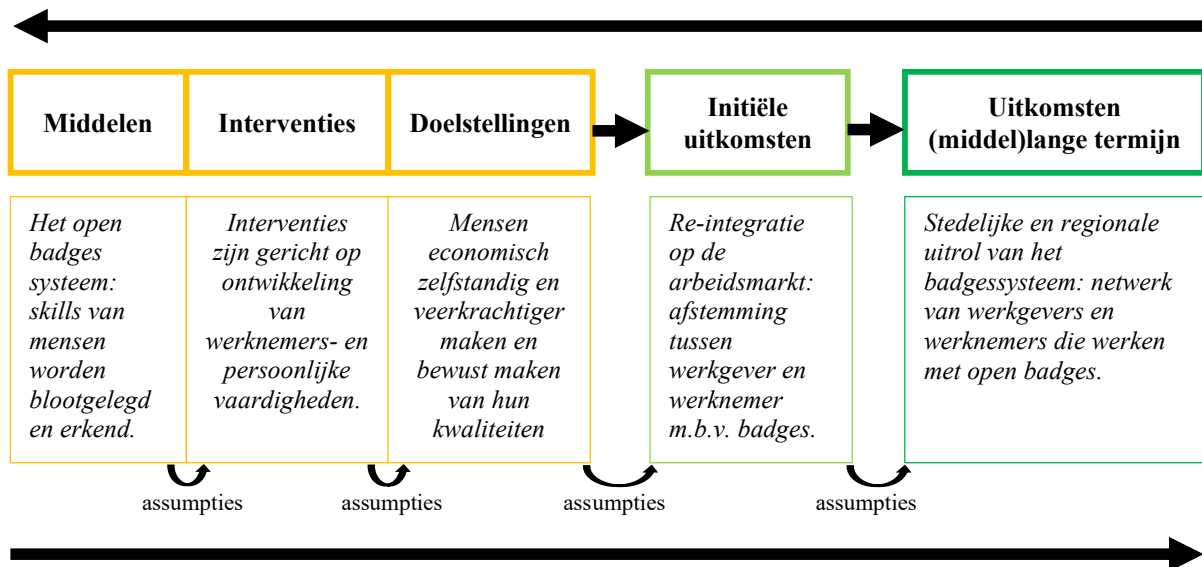 Middelen
Interventies
Doelstellingen
Initiële
uitkomsten
Uitkomsten
(middel)lange termijn
Het open
badges
systeem:
skills van
mensen
worden
blootgelegd
en erkend.
Interventies
zijn gericht op
ontwikkeling
van
werknemers- en
persoonlijke
vaardigheden.
Mensen
economisch
zelfstandig en
veerkrachtiger
maken en
bewust maken
van hun
kwaliteiten
Re-integratie
op de
arbeidsmarkt:
afstemming
tussen
werkgever en
werknemer
m.b.v. badges.
Stedelijke en regionale
uitrol van het
badgessysteem: netwerk
van werkgevers en
werknemers die werken
met open badges.
assumpties
assumpties
assumpties
assumpties